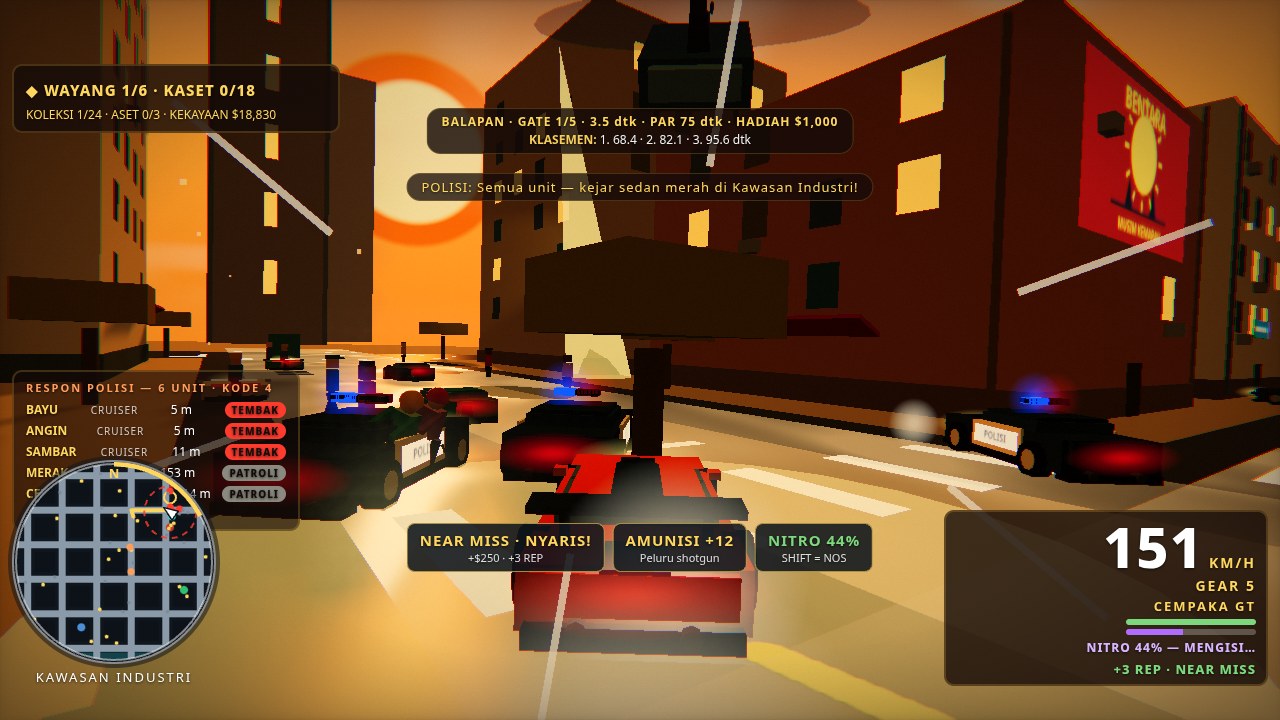 ◆ WAYANG 1/6 · KASET 0/18
KOLEKSI 1/24 · ASET 0/3 · KEKAYAAN $18,830
BALAPAN · GATE 1/5 · 3.5 dtk · PAR 75 dtk · HADIAH $1,000
KLASEMEN: 1. 68.4 · 2. 82.1 · 3. 95.6 dtk
POLISI: Semua unit — kejar sedan merah di Kawasan Industri!
BENTARA
RESPON POLISI — 6 UNIT · KODE 4
BAYU CRUISER 5 m TEMBAK
ANGIN CRUISER 5 m TEMBAK
SAMBAR CRUISER 11 m TEMBAK
53 m PATROLI
m PATROLI
N
KAWASAN INDUSTRI
POLISI
NEAR MISS · NYARIS!
+$250 · +3 REP
AMUNISI +12
Peluru shotgun
NITRO 44%
SHIFT = NOS
151 KM/H
GEAR 5
CEMPAKA GT
NITRO 44% — MENGISI…
+3 REP · NEAR MISS